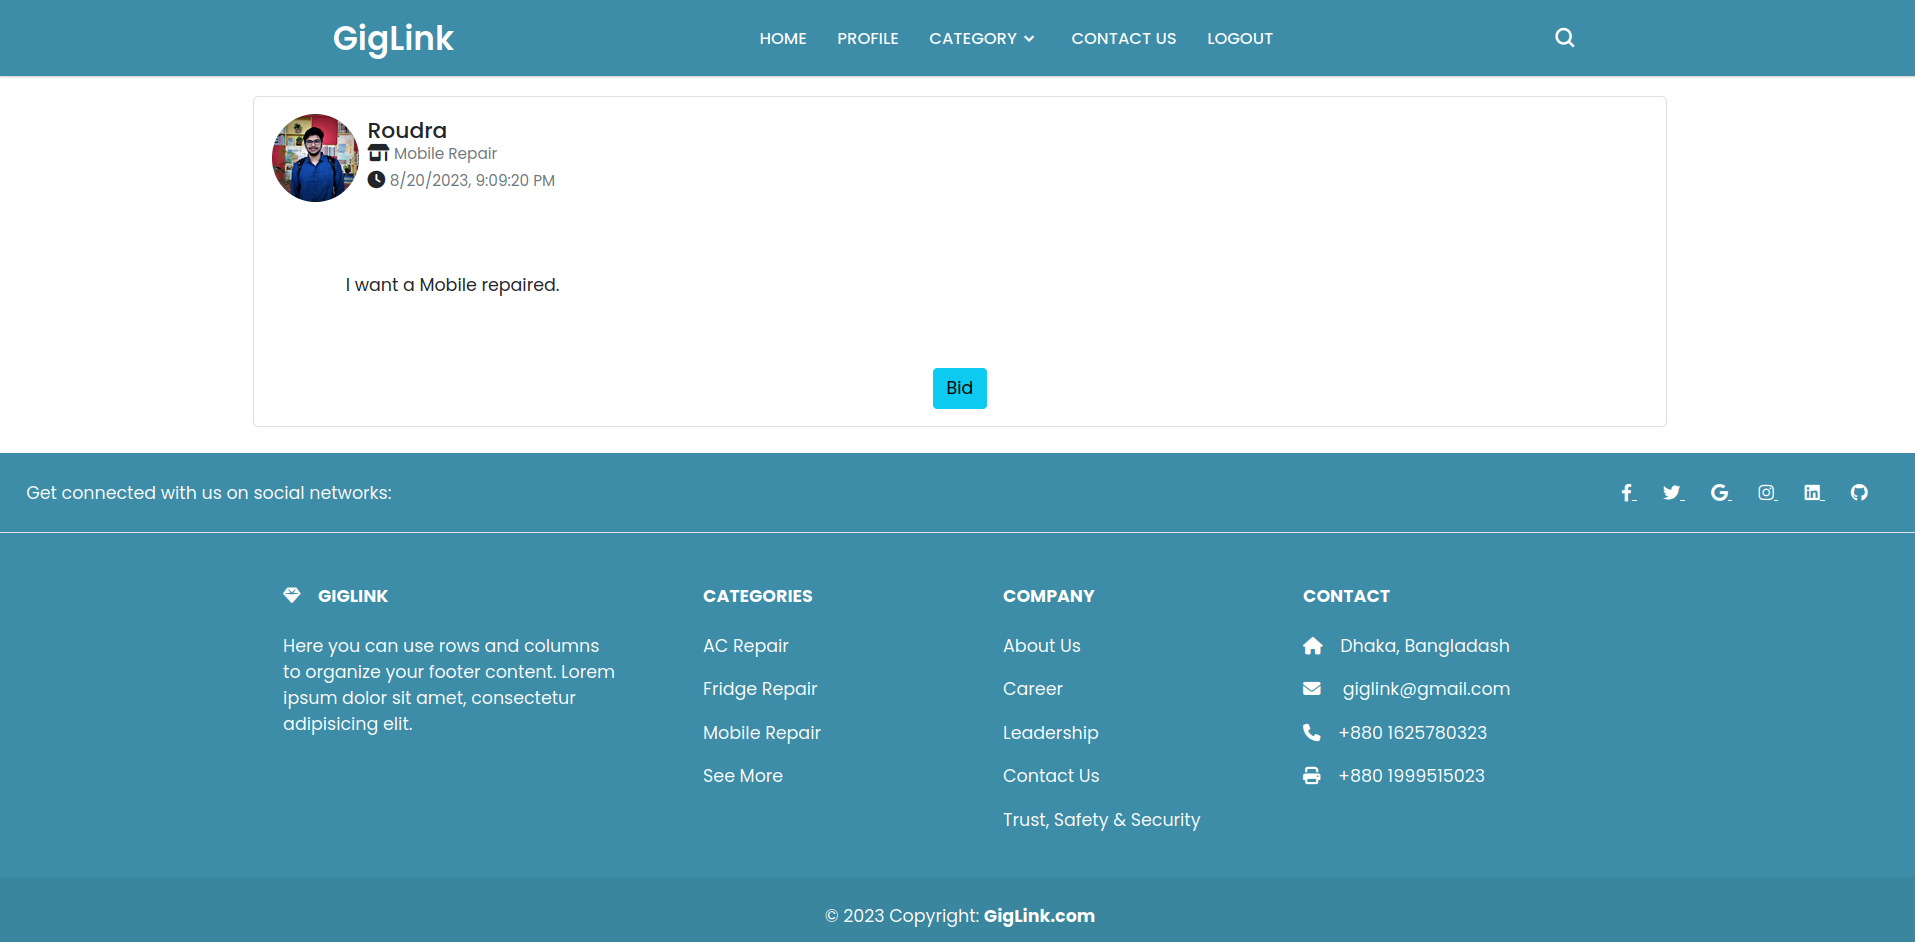 GigLink
HOME PROFILE CATEGORY CONTACT US LOGOUT
Roudra
Mobile Repair
8/20/2023, 9:09:20 PM
I want a Mobile repaired.
Bid
Get connected with us on social networks:
GIGLINK
Here you can use rows and columns
to organize your footer content. Lorem
ipsum dolor sit amet, consectetur
adipisicing elit.
CATEGORIES
AC Repair
Fridge Repair
Mobile Repair
See More
COMPANY
About Us
Career
Leadership
Contact Us
Trust, Safety & Security
CONTACT
Dhaka, Bangladash
giglink@gmail.com
+880 1625780323
+880 1999515023
© 2023 Copyright: GigLink.com